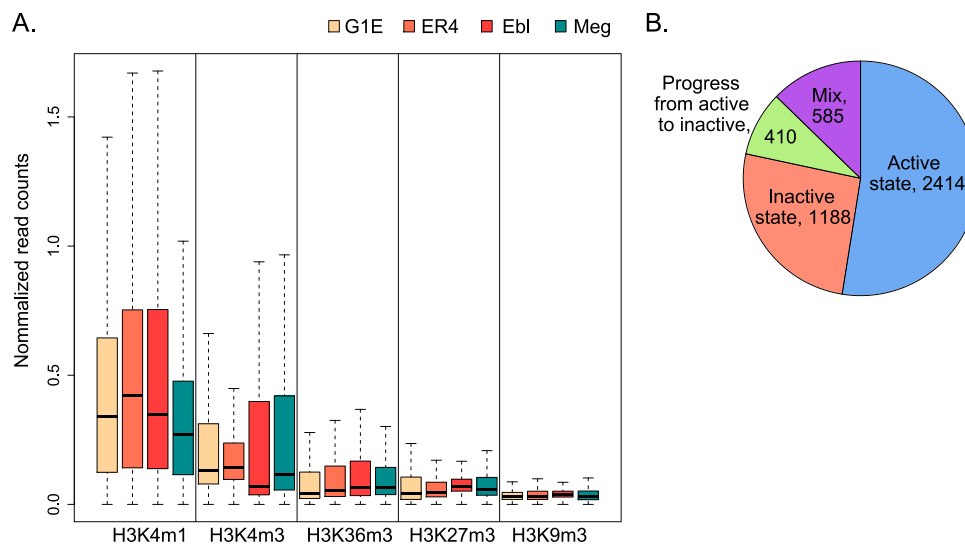 A.
G1E ER4 Ebl Meg
Nommalized read counts
1.5
1.0
0.5
0.0
H3K4m1 H3K4m3 H3K36m3 H3K27m3 H3K9m3
B.
Progress
from active
to inactive,
410
Mix,
585
Active
state, 2414
Inactive
state, 1188